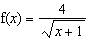 f(x) = 4/√(x + 1)